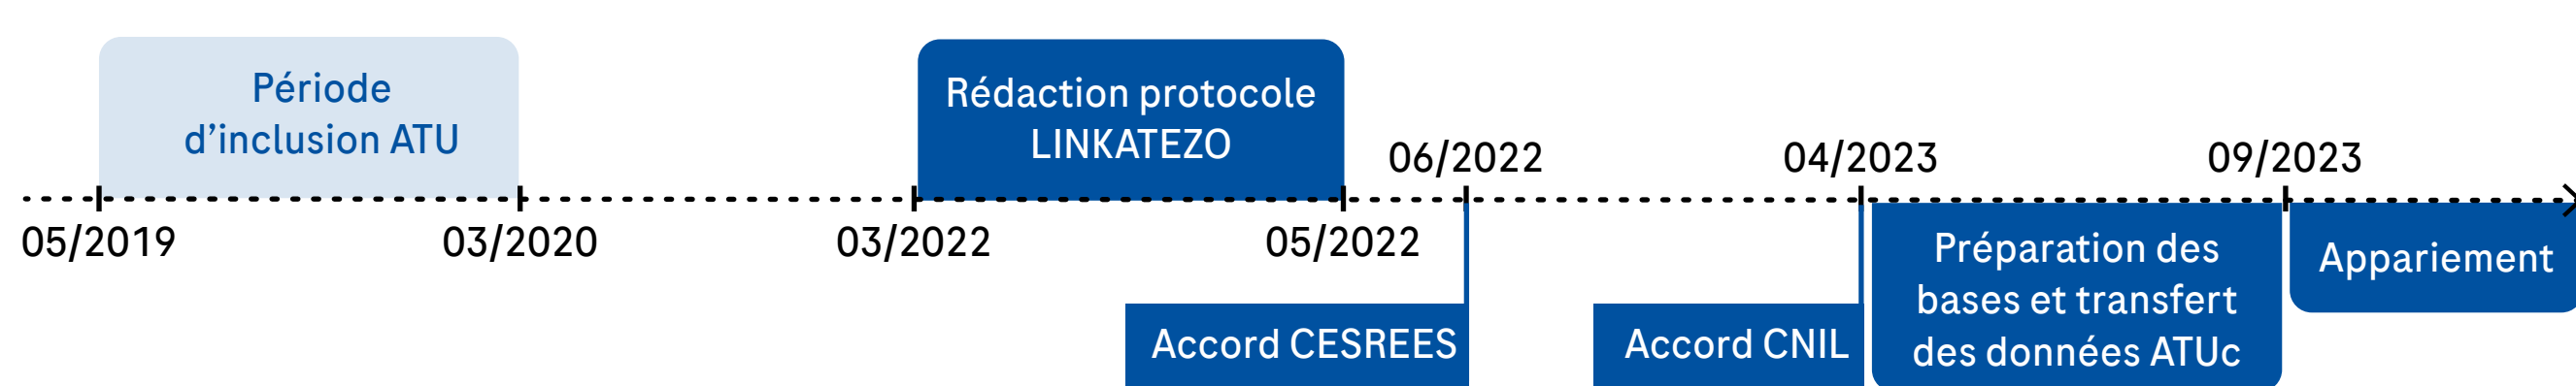 Période
d’inclusion ATU
Rédaction protocole
LINKATEZO
06/2022
04/2023
09/2023
05/2019
03/2020
03/2022
05/2022
Accord CESREES
Accord CNIL
Préparation des
bases et transfert
des données ATUc
Appariement